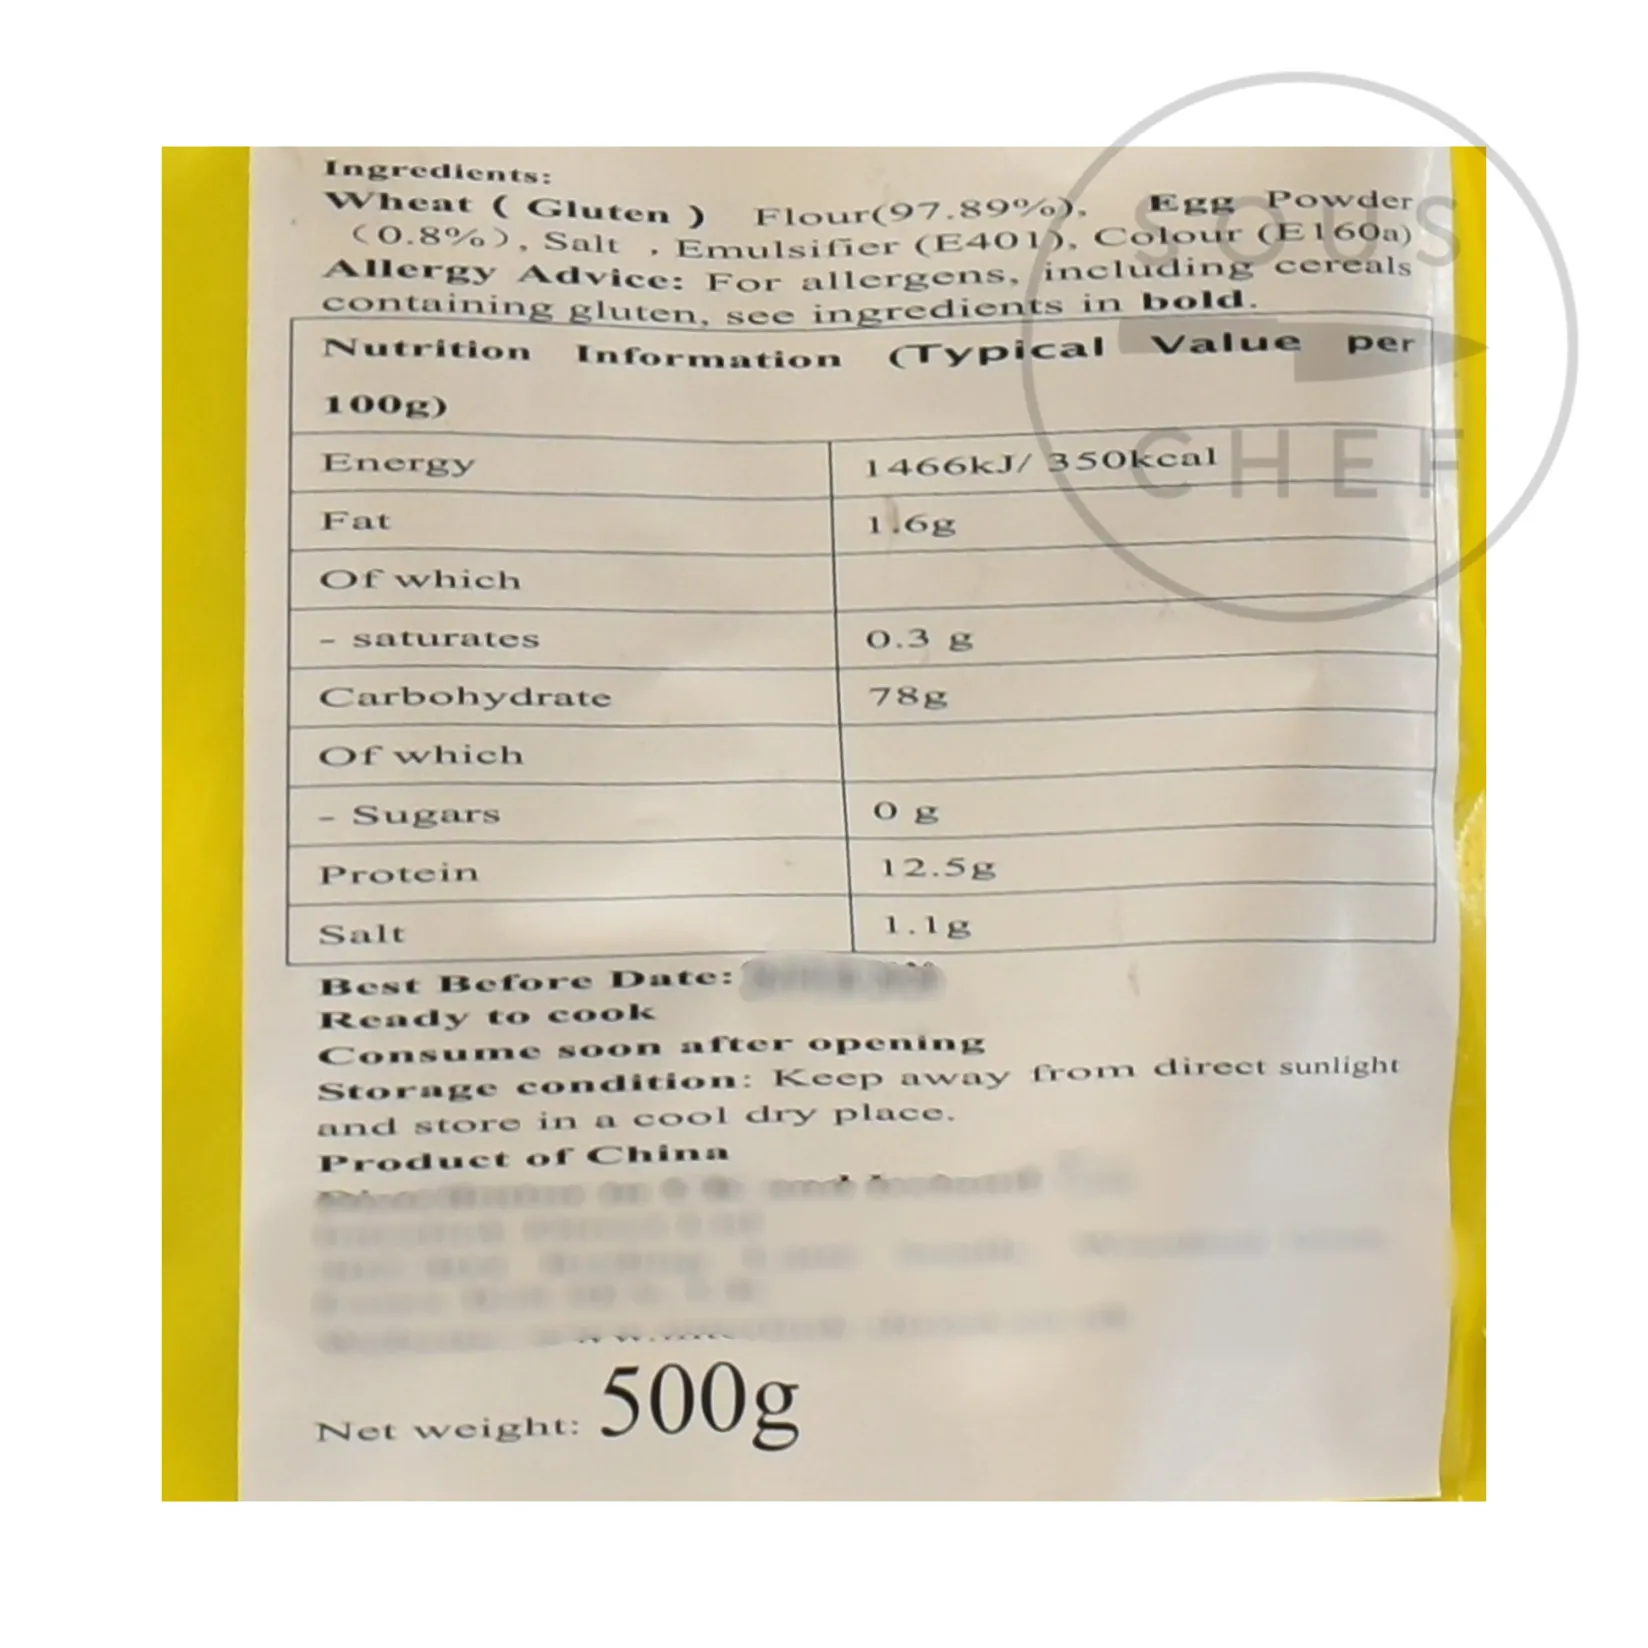 Ingredients:
Wheat ( Gluten ) Flour(97.89%), Egg Powder
(0.8%), Salt , Emulsifier (E401), Colour (E160a)
Allergy Advice: For allergens, including cereals
containing gluten, see ingredients in bold.
Nutrition Information (Typical Value per
100g)
Energy 1466kJ/ 350kcal
Fat 1.6g
Of which
- saturates 0.3 g
Carbohydrate 78g
Of which
- Sugars 0 g
Protein 12.5g
Salt 1.1g
Best Before Date:
Ready to cook
Consume soon after opening
Storage condition: Keep away from direct sunlight
and store in a cool dry place.
Product of China
Net weight: 500g
SOUS
CHEF